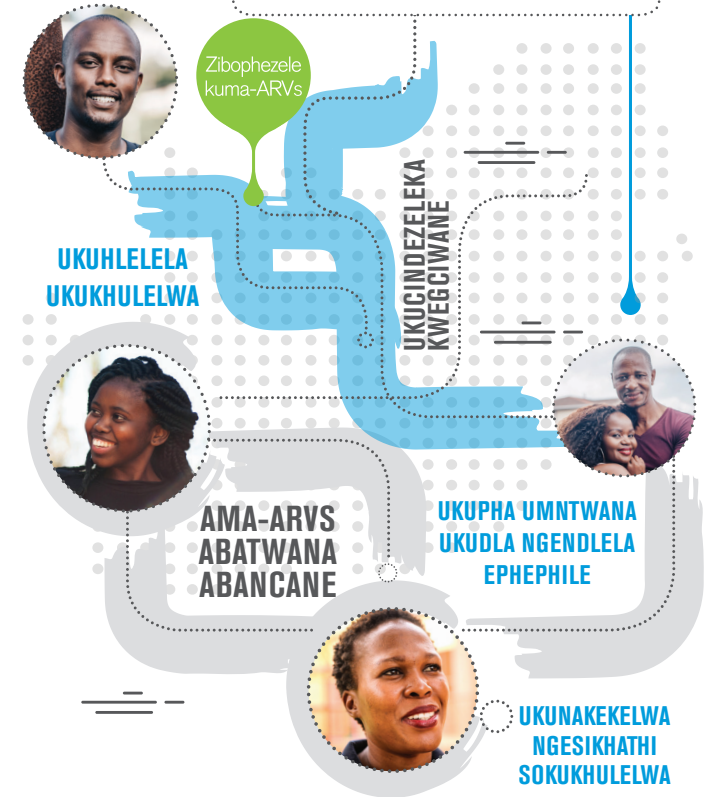 Zibophezele
kuma-ARVs
UKUCINDEZELEKA
KWEGCIWANE
UKUHLELELA
UKUKHULELWA
AMA-ARVS
ABATWANA
ABANCANE
UKUPHA UMNTWANA
UKUDLA NGENDLELA
EPHEPHILE
UKUNAKEKELWA
NGESIKHATHI
SOKUKHULELWA